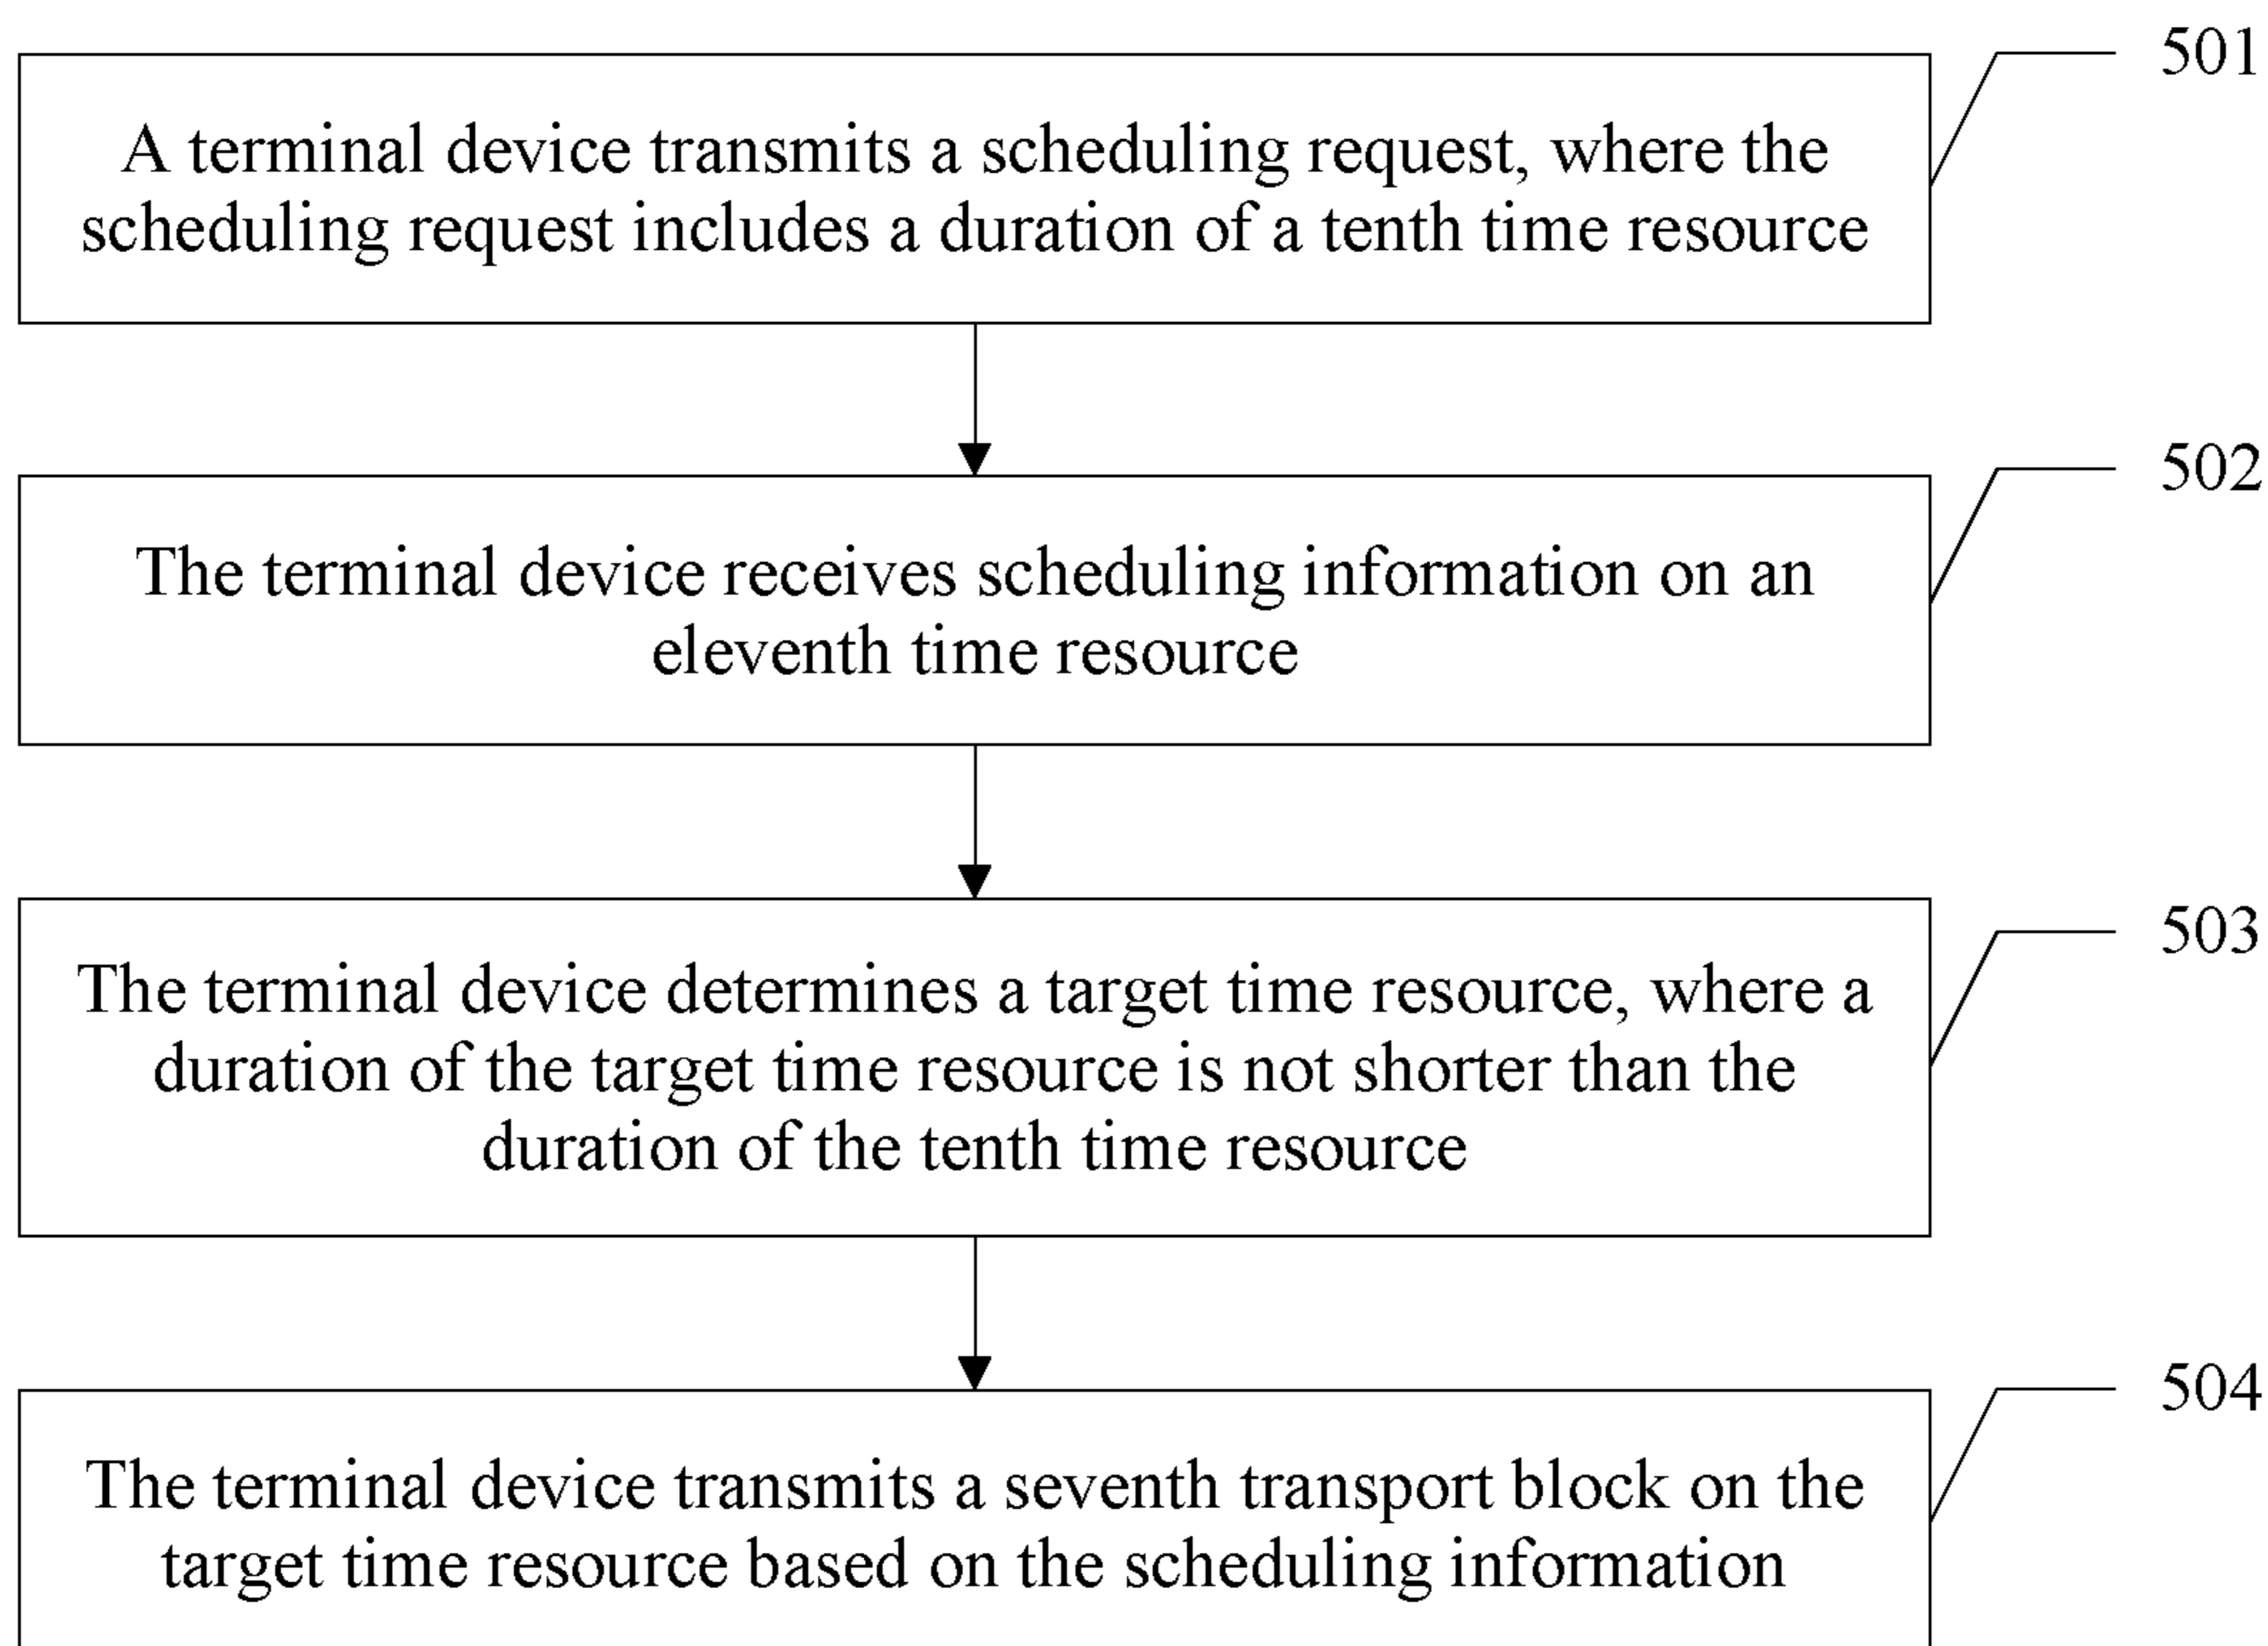 501
A terminal device transmits a scheduling request, where the
scheduling request includes a duration of a tenth time resource
502
The terminal device receives scheduling information on an
eleventh time resource
503
The terminal device determines a target time resource, where a
duration of the target time resource is not shorter than the
duration of the tenth time resource
504
The terminal device transmits a seventh transport block on the
target time resource based on the scheduling information